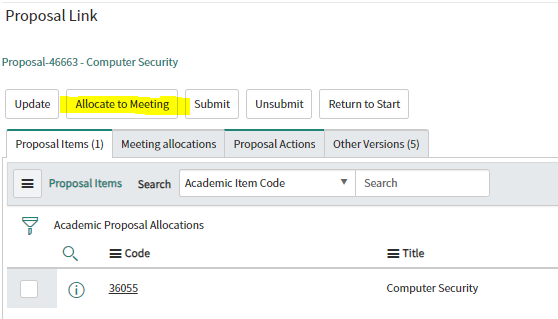 Proposal Link
Proposal-46663 - Computer Security
Update Allocate to Meeting Submit Unsubmit Return to Start
Proposal Items (1) Meeting allocations Proposal Actions Other Versions (5)
Proposal Items Search Academic Item Code Search
Academic Proposal Allocations
Code Title
36055 Computer Security